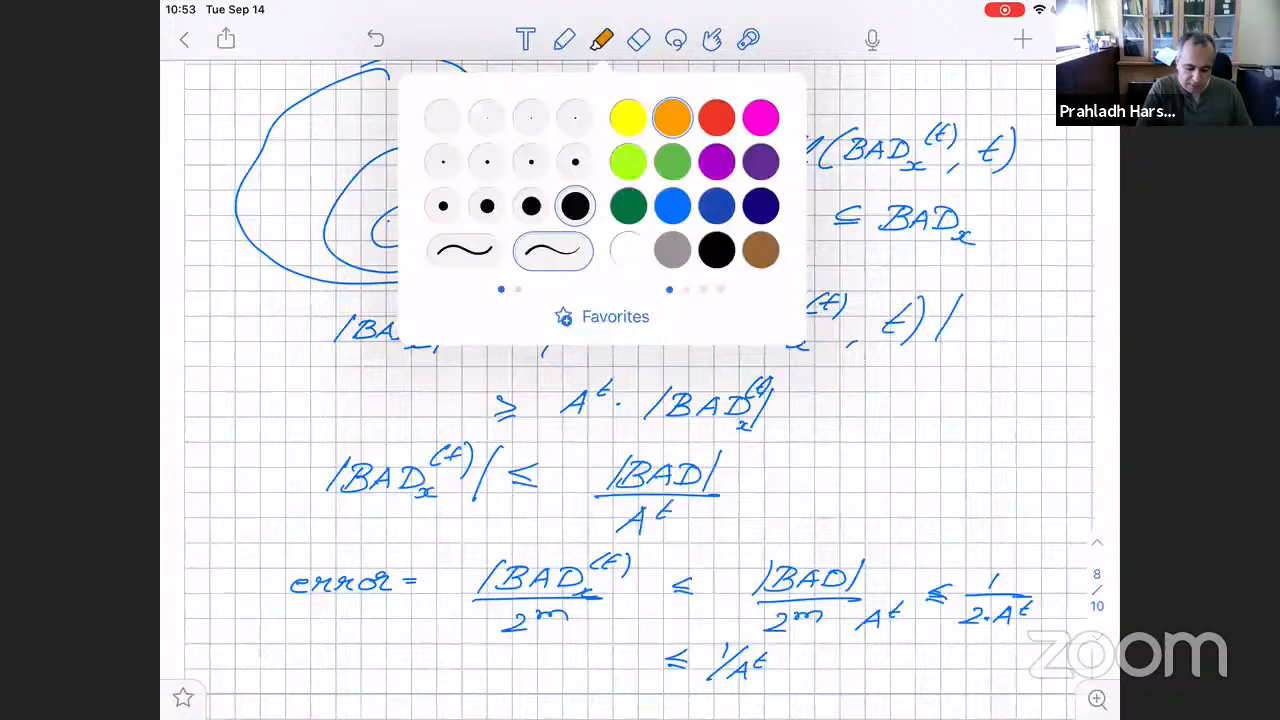 10:53 Tue Sep 14
T
Prahladh Hars...
(BAD_x^(t), t)
⊆ BAD_x
Favorites
|BA
(t)
x , t)|
≥ A^t · |BAD_x^(t)|
|BAD_x^(t)| ≤ |BAD| / A^t
error = |BAD_x^(t)| / 2^m ≤ |BAD| / 2^m A^t ≤ 1 / 2·A^t
≤ 1/A^t
8 / 10
zoom